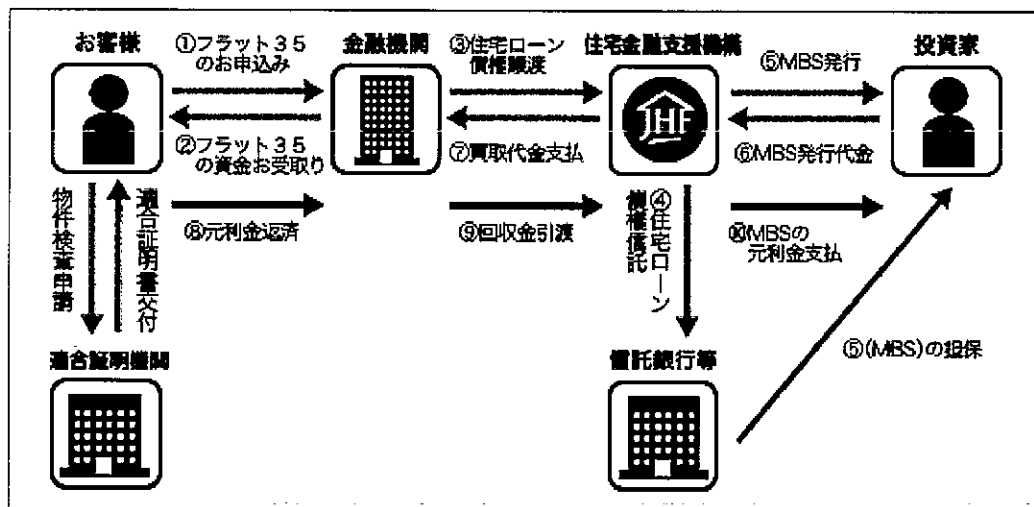 お客様
①フラット35
のお申込み
金融機関
③住宅ローン
債権譲渡
住宅金融支援機構
⑤MBS発行
投資家
JHF
②フラット35
の資金お受取り
⑦買取代金支払
⑥MBS発行代金
物件検査申請
適合証明書交付
⑧元利金返済
⑨回収金引渡
④住宅ローン
債権信託
⑩MBSの
元利金支払
適合証明機関
信託銀行等
⑤(MBS)の担保